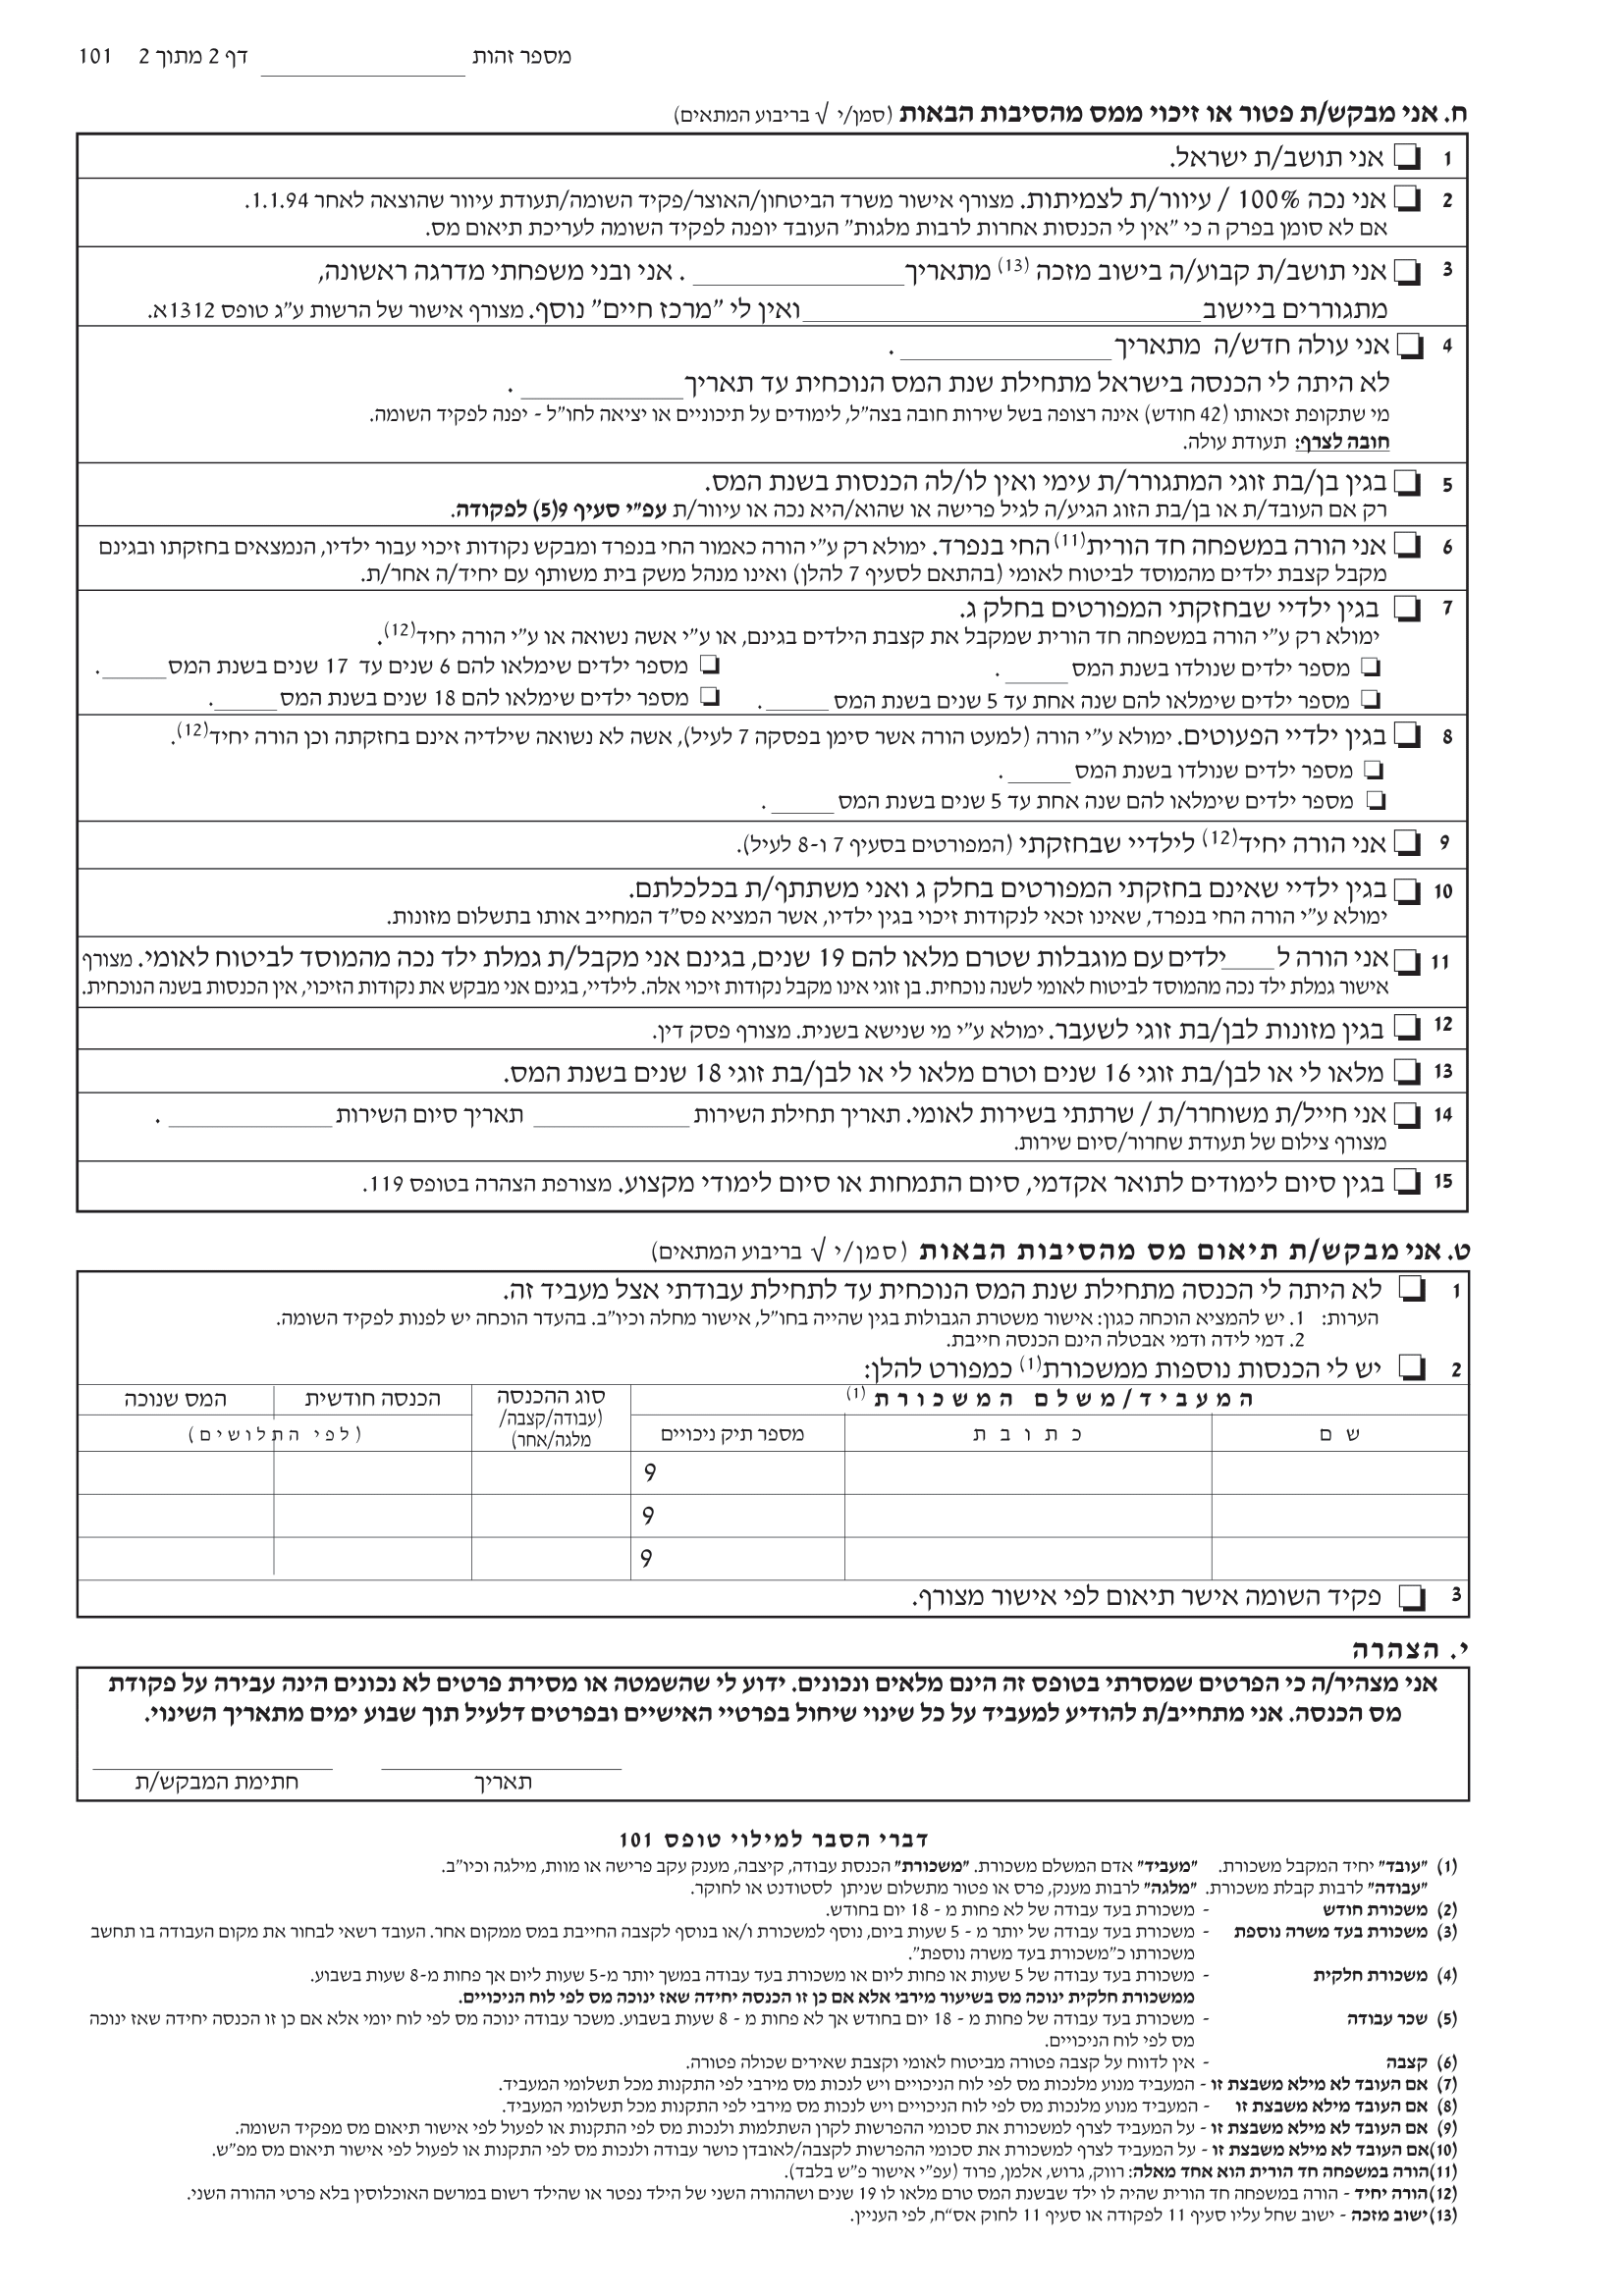 מספר זהות ____________ דף 2 מתוך 2 101
ח. אני מבקש/ת פטור או זיכוי ממס מהסיבות הבאות (סמן/י √ בריבוע המתאים)
1 אני תושב/ת ישראל.
2 אני נכה 100% / עיוור/ת לצמיתות. מצורף אישור משרד הביטחון/האוצר/פקיד השומה/תעודת עיוור שהוצאה לאחר 1.1.94.
אם לא סומן בפרק ה כי "אין לי הכנסות אחרות לרבות מלגות" העובד יופנה לפקיד השומה לעריכת תיאום מס.
3 אני תושב/ת קבוע/ה בישוב מזכה (13) מתאריך ____________ . אני ובני משפחתי מדרגה ראשונה,
מתגוררים ביישוב ____________ ואין לי "מרכז חיים" נוסף. מצורף אישור של הרשות ע"ג טופס 1312א.
4 אני עולה חדש/ה מתאריך ____________ .
לא היתה לי הכנסה בישראל מתחילת שנת המס הנוכחית עד תאריך ____________ .
מי שתקופת זכאותו (42 חודש) אינה רצופה בשל שירות חובה בצה"ל, לימודים על תיכוניים או יציאה לחו"ל - יפנה לפקיד השומה.
חובה לצרף: תעודת עולה.
5 בגין בן/בת זוגי המתגורר/ת עימי ואין לו/לה הכנסות בשנת המס.
רק אם העובד/ת או בן/בת הזוג הגיע/ה לגיל פרישה או שהוא/היא נכה או עיוור/ת עפ"י סעיף 9(5) לפקודה.
6 אני הורה במשפחה חד הורית(11) החי בנפרד. ימולא רק ע"י הורה כאמור החי בנפרד ומבקש נקודות זיכוי עבור ילדיו, הנמצאים בחזקתו ובגינם
מקבל קצבת ילדים מהמוסד לביטוח לאומי (בהתאם לסעיף 7 להלן) ואינו מנהל משק בית משותף עם יחיד/ה אחר/ת.
7 בגין ילדיי שבחזקתי המפורטים בחלק ג.
ימולא רק ע"י הורה במשפחה חד הורית שמקבל את קצבת הילדים בגינם, או ע"י אשה נשואה או ע"י הורה יחיד(12).
מספר ילדים שנולדו בשנת המס _____ . מספר ילדים שימלאו להם 6 שנים עד 17 שנים בשנת המס _____.
מספר ילדים שימלאו להם שנה אחת עד 5 שנים בשנת המס _____ . מספר ילדים שימלאו להם 18 שנים בשנת המס _____.
8 בגין ילדיי הפעוטים. ימולא ע"י הורה (למעט הורה אשר סימן בפסקה 7 לעיל), אשה לא נשואה שילדיה אינם בחזקתה וכן הורה יחיד(12).
מספר ילדים שנולדו בשנת המס _____ .
מספר ילדים שימלאו להם שנה אחת עד 5 שנים בשנת המס _____ .
9 אני הורה יחיד(12) לילדיי שבחזקתי (המפורטים בסעיף 7 ו-8 לעיל).
10 בגין ילדיי שאינם בחזקתי המפורטים בחלק ג ואני משתתף/ת בכלכלתם.
ימולא ע"י הורה החי בנפרד, שאינו זכאי לנקודות זיכוי בגין ילדיו, אשר המציא פס"ד המחייב אותו בתשלום מזונות.
11 אני הורה ל____ילדים עם מוגבלות שטרם מלאו להם 19 שנים, בגינם אני מקבל/ת גמלת ילד נכה מהמוסד לביטוח לאומי. מצורף
אישור גמלת ילד נכה מהמוסד לביטוח לאומי לשנה נוכחית. בן זוגי אינו מקבל נקודות זיכוי אלה. לילדיי, בגינם אני מבקש את נקודות הזיכוי, אין הכנסות בשנה הנוכחית.
12 בגין מזונות לבן/בת זוגי לשעבר. ימולא ע"י מי שנישא בשנית. מצורף פסק דין.
13 מלאו לי או לבן/בת זוגי 16 שנים וטרם מלאו לי או לבן/בת זוגי 18 שנים בשנת המס.
14 אני חייל/ת משוחרר/ת / שרתתי בשירות לאומי. תאריך תחילת השירות ____________ תאריך סיום השירות ____________ .
מצורף צילום של תעודת שחרור/סיום שירות.
15 בגין סיום לימודים לתואר אקדמי, סיום התמחות או סיום לימודי מקצוע. מצורפת הצהרה בטופס 119.
ט. אני מבקש/ת תיאום מס מהסיבות הבאות (סמן/י √ בריבוע המתאים)
1 לא היתה לי הכנסה מתחילת שנת המס הנוכחית עד לתחילת עבודתי אצל מעביד זה.
הערות: 1. יש להמציא הוכחה כגון: אישור משטרת הגבולות בגין שהייה בחו"ל, אישור מחלה וכיו"ב. בהעדר הוכחה יש לפנות לפקיד השומה.
2. דמי לידה ודמי אבטלה הינם הכנסה חייבת.
2 יש לי הכנסות נוספות ממשכורת(1) כמפורט להלן:
המעביד/משלם המשכורת (1) סוג ההכנסה הכנסה חודשית המס שנוכה
(עבודה/קצבה/
שם כתובת מספר תיק ניכויים מלגה/אחר) (לפי התלושים)
9
9
9
3 פקיד השומה אישר תיאום לפי אישור מצורף.
י. הצהרה
אני מצהיר/ה כי הפרטים שמסרתי בטופס זה הינם מלאים ונכונים. ידוע לי שהשמטה או מסירת פרטים לא נכונים הינה עבירה על פקודת
מס הכנסה. אני מתחייב/ת להודיע למעביד על כל שינוי שיחול בפרטיי האישיים ובפרטים דלעיל תוך שבוע ימים מתאריך השינוי.
תאריך חתימת המבקש/ת
דברי הסבר למילוי טופס 101
(1) "עובד" יחיד המקבל משכורת. "מעביד" אדם המשלם משכורת. "משכורת" הכנסת עבודה, קיצבה, מענק עקב פרישה או מוות, מילגה וכיו"ב.
"עבודה" לרבות קבלת משכורת. "מלגה" לרבות מענק, פרס או פטור מתשלום שניתן לסטודנט או לחוקר.
(2) משכורת חודש - משכורת בעד עבודה של לא פחות מ - 18 יום בחודש.
(3) משכורת בעד משרה נוספת - משכורת בעד עבודה של יותר מ - 5 שעות ביום, נוסף למשכורת ו/או בנוסף לקצבה החייבת במס ממקום אחר. העובד רשאי לבחור את מקום העבודה בו תחשב
משכורתו כ"משכורת בעד משרה נוספת".
(4) משכורת חלקית - משכורת בעד עבודה של 5 שעות או פחות ליום או משכורת בעד עבודה במשך יותר מ-5 שעות ליום אך פחות מ-8 שעות בשבוע.
ממשכורת חלקית ינוכה מס בשיעור מירבי אלא אם כן זו הכנסה יחידה שאז ינוכה מס לפי לוח הניכויים.
(5) שכר עבודה - משכורת בעד עבודה של פחות מ - 18 יום בחודש אך לא פחות מ - 8 שעות בשבוע. משכר עבודה ינוכה מס לפי לוח יומי אלא אם כן זו הכנסה יחידה שאז ינוכה
מס לפי לוח הניכויים.
(6) קצבה - אין לדווח על קצבה פטורה מביטוח לאומי וקצבת שאירים שכולה פטורה.
(7) אם העובד לא מילא משבצת זו - המעביד מנוע מלנכות מס לפי לוח הניכויים ויש לנכות מס מירבי לפי התקנות מכל תשלומי המעביד.
(8) אם העובד מילא משבצת זו - המעביד מנוע מלנכות מס לפי לוח הניכויים ויש לנכות מס מירבי לפי התקנות מכל תשלומי המעביד.
(9) אם העובד לא מילא משבצת זו - על המעביד לצרף למשכורת את סכומי ההפרשות לקרן השתלמות ולנכות מס לפי התקנות או לפעול לפי אישור תיאום מס מפקיד השומה.
(10)אם העובד לא מילא משבצת זו - על המעביד לצרף למשכורת את סכומי ההפרשות לקצבה/לאובדן כושר עבודה ולנכות מס לפי התקנות או לפעול לפי אישור תיאום מס מפ"ש.
(11)הורה במשפחה חד הורית הוא אחד מאלה: רווק, גרוש, אלמן, פרוד (עפ"י אישור פ"ש בלבד).
(12)הורה יחיד - הורה במשפחה חד הורית שהיה לו ילד שבשנת המס טרם מלאו לו 19 שנים ושההורה השני של הילד נפטר או שהילד רשום במרשם האוכלוסין בלא פרטי ההורה השני.
(13)ישוב מזכה - ישוב שחל עליו סעיף 11 לפקודה או סעיף 11 לחוק אס"ח, לפי העניין.